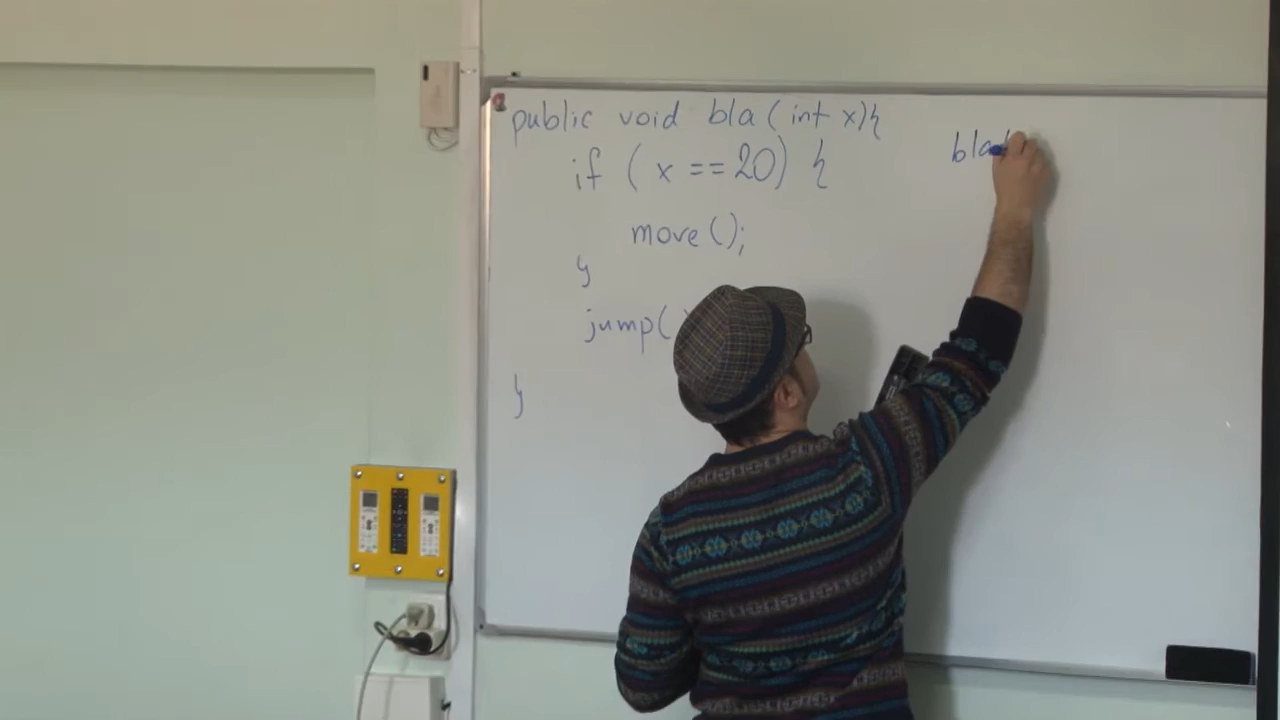 public void bla (int x){
if (x == 20) {
move ();
}
jump(
}
bla